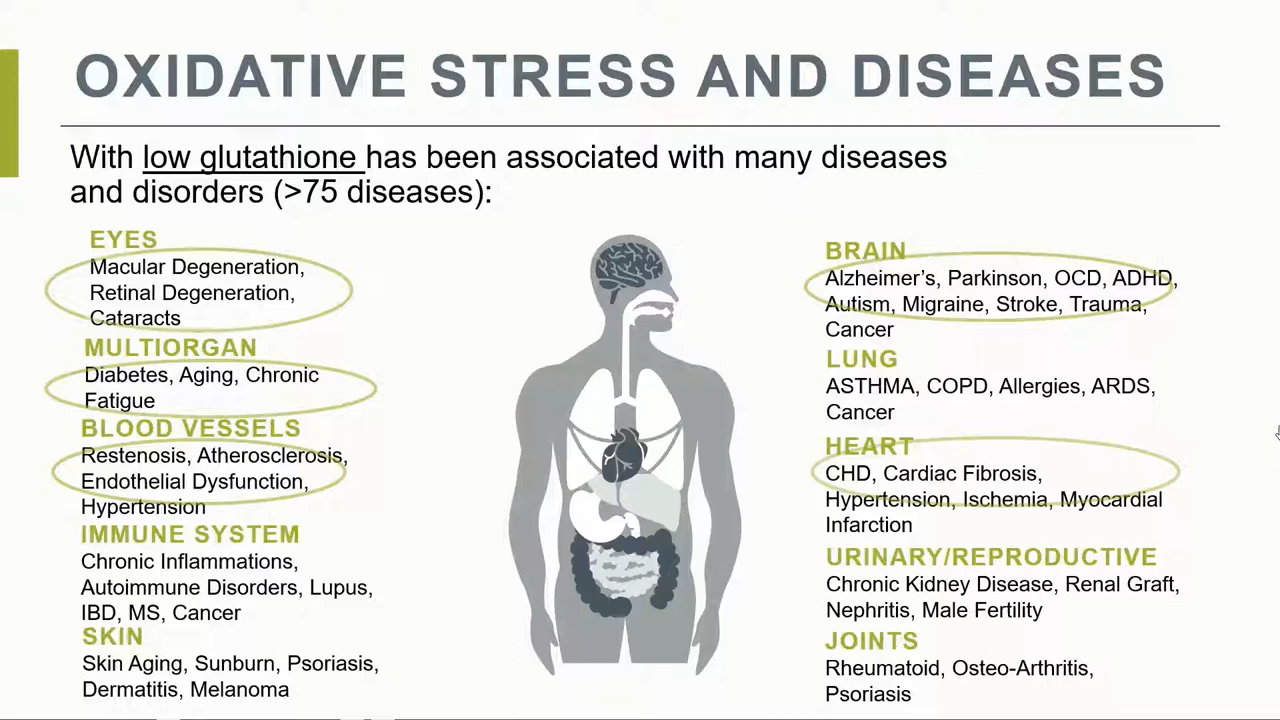 OXIDATIVE STRESS AND DISEASES
With low glutathione has been associated with many diseases
and disorders (>75 diseases):
EYES
Macular Degeneration,
Retinal Degeneration,
Cataracts
MULTIORGAN
Diabetes, Aging, Chronic
Fatigue
BLOOD VESSELS
Restenosis, Atherosclerosis,
Endothelial Dysfunction,
Hypertension
IMMUNE SYSTEM
Chronic Inflammations,
Autoimmune Disorders, Lupus,
IBD, MS, Cancer
SKIN
Skin Aging, Sunburn, Psoriasis,
Dermatitis, Melanoma
BRAIN
Alzheimer's, Parkinson, OCD, ADHD,
Autism, Migraine, Stroke, Trauma,
Cancer
LUNG
ASTHMA, COPD, Allergies, ARDS,
Cancer
HEART
CHD, Cardiac Fibrosis,
Hypertension, Ischemia, Myocardial
Infarction
URINARY/REPRODUCTIVE
Chronic Kidney Disease, Renal Graft,
Nephritis, Male Fertility
JOINTS
Rheumatoid, Osteo-Arthritis,
Psoriasis